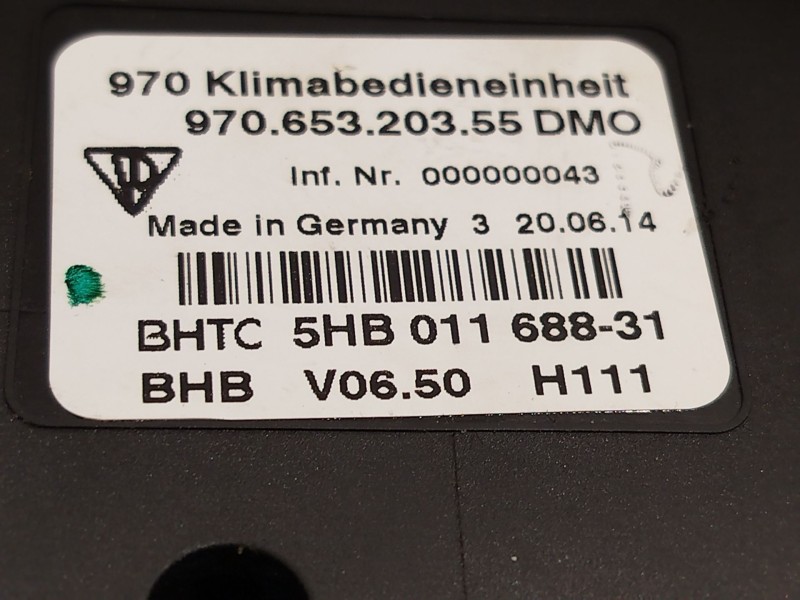 970 Klimabedieneinheit
970.653.203.55 DMO
Inf. Nr. 000000043
Made in Germany 3 20.06.14
BHTC 5HB 011 688-31
BHB V06.50 H111